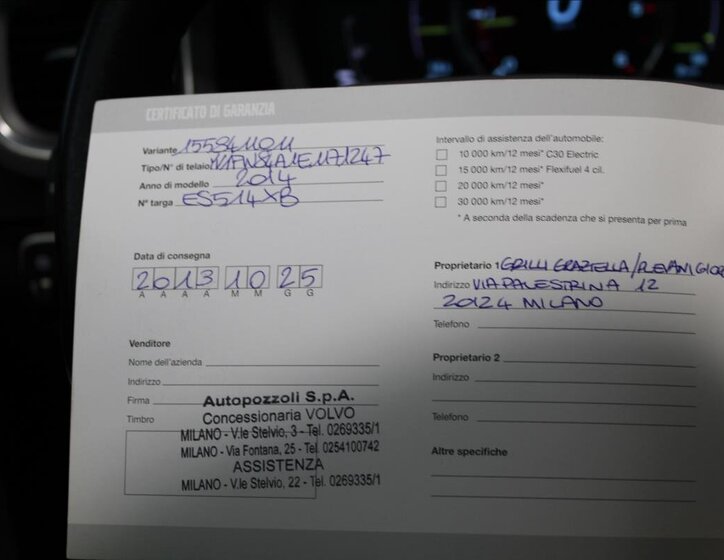 CERTIFICATO DI GARANZIA
Variante 1558411011
Tipo/N° di telaio
Anno di modello 2014
N° targa ES514XB
Data di consegna
2013 10 25
A A A A M M G G
Venditore
Nome dell'azienda
Indirizzo
Firma
Timbro
Autopozzoli S.p.A.
Concessionaria VOLVO
MILANO - V.le Stelvio, 3 - Tel. 0269335/1
MILANO - Via Fontana, 25 - Tel. 0254100742
ASSISTENZA
MILANO - V.le Stelvio, 22 - Tel. 0269335/1
Intervallo di assistenza dell'automobile:
10 000 km/12 mesi* C30 Electric
15 000 km/12 mesi* Flexifuel 4 cil.
20 000 km/12 mesi*
30 000 km/12 mesi*
* A seconda della scadenza che si presenta per prima
Proprietario 1 GRILLI GRAZIELLA/
Indirizzo VIA PALESTRINA 12
20124 MILANO
Telefono
Proprietario 2
Indirizzo
Telefono
Altre specifiche